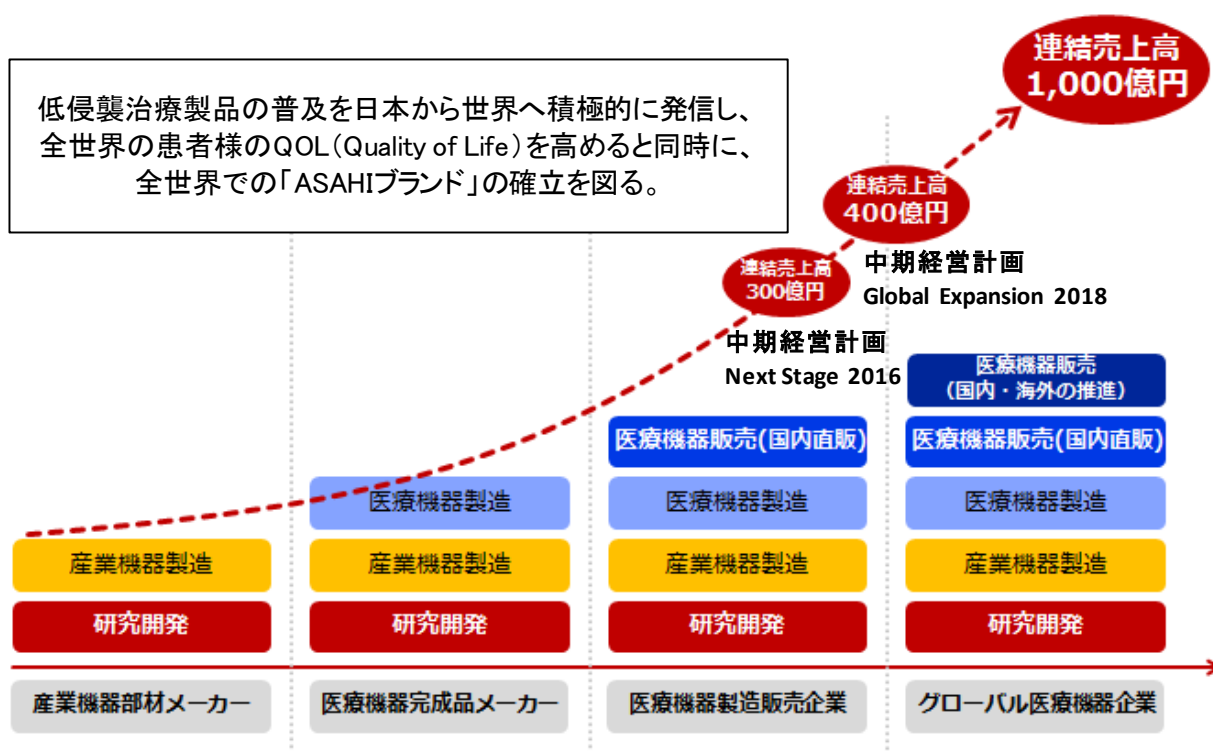 連結売上高
1,000億円
低侵襲治療製品の普及を日本から世界へ積極的に発信し、
全世界の患者様のQOL(Quality of Life)を高めると同時に、
全世界での「ASAHIブランド」の確立を図る。
連結売上高
400億円
連結売上高
300億円
中期経営計画
Global Expansion 2018
中期経営計画
Next Stage 2016
医療機器販売
(国内・海外の推進)
医療機器販売(国内直販)
医療機器販売(国内直販)
医療機器製造
医療機器製造
医療機器製造
産業機器製造
産業機器製造
産業機器製造
産業機器製造
研究開発
研究開発
研究開発
研究開発
産業機器部材メーカー
医療機器完成品メーカー
医療機器製造販売企業
グローバル医療機器企業